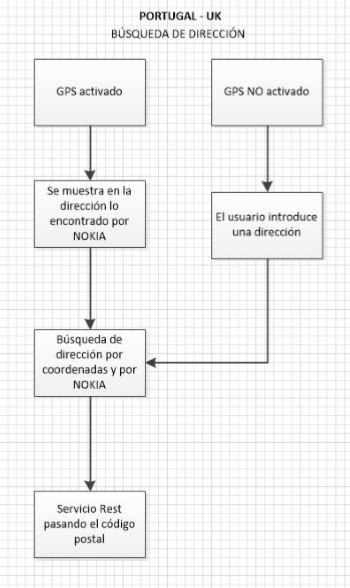 PORTUGAL - UK
BÚSQUEDA DE DIRECCIÓN
GPS activado
GPS NO activado
Se muestra en la
dirección lo
encontrado por
NOKIA
El usuario introduce
una dirección
Búsqueda de
dirección por
coordenadas y por
NOKIA
Servicio Rest
pasando el código
postal